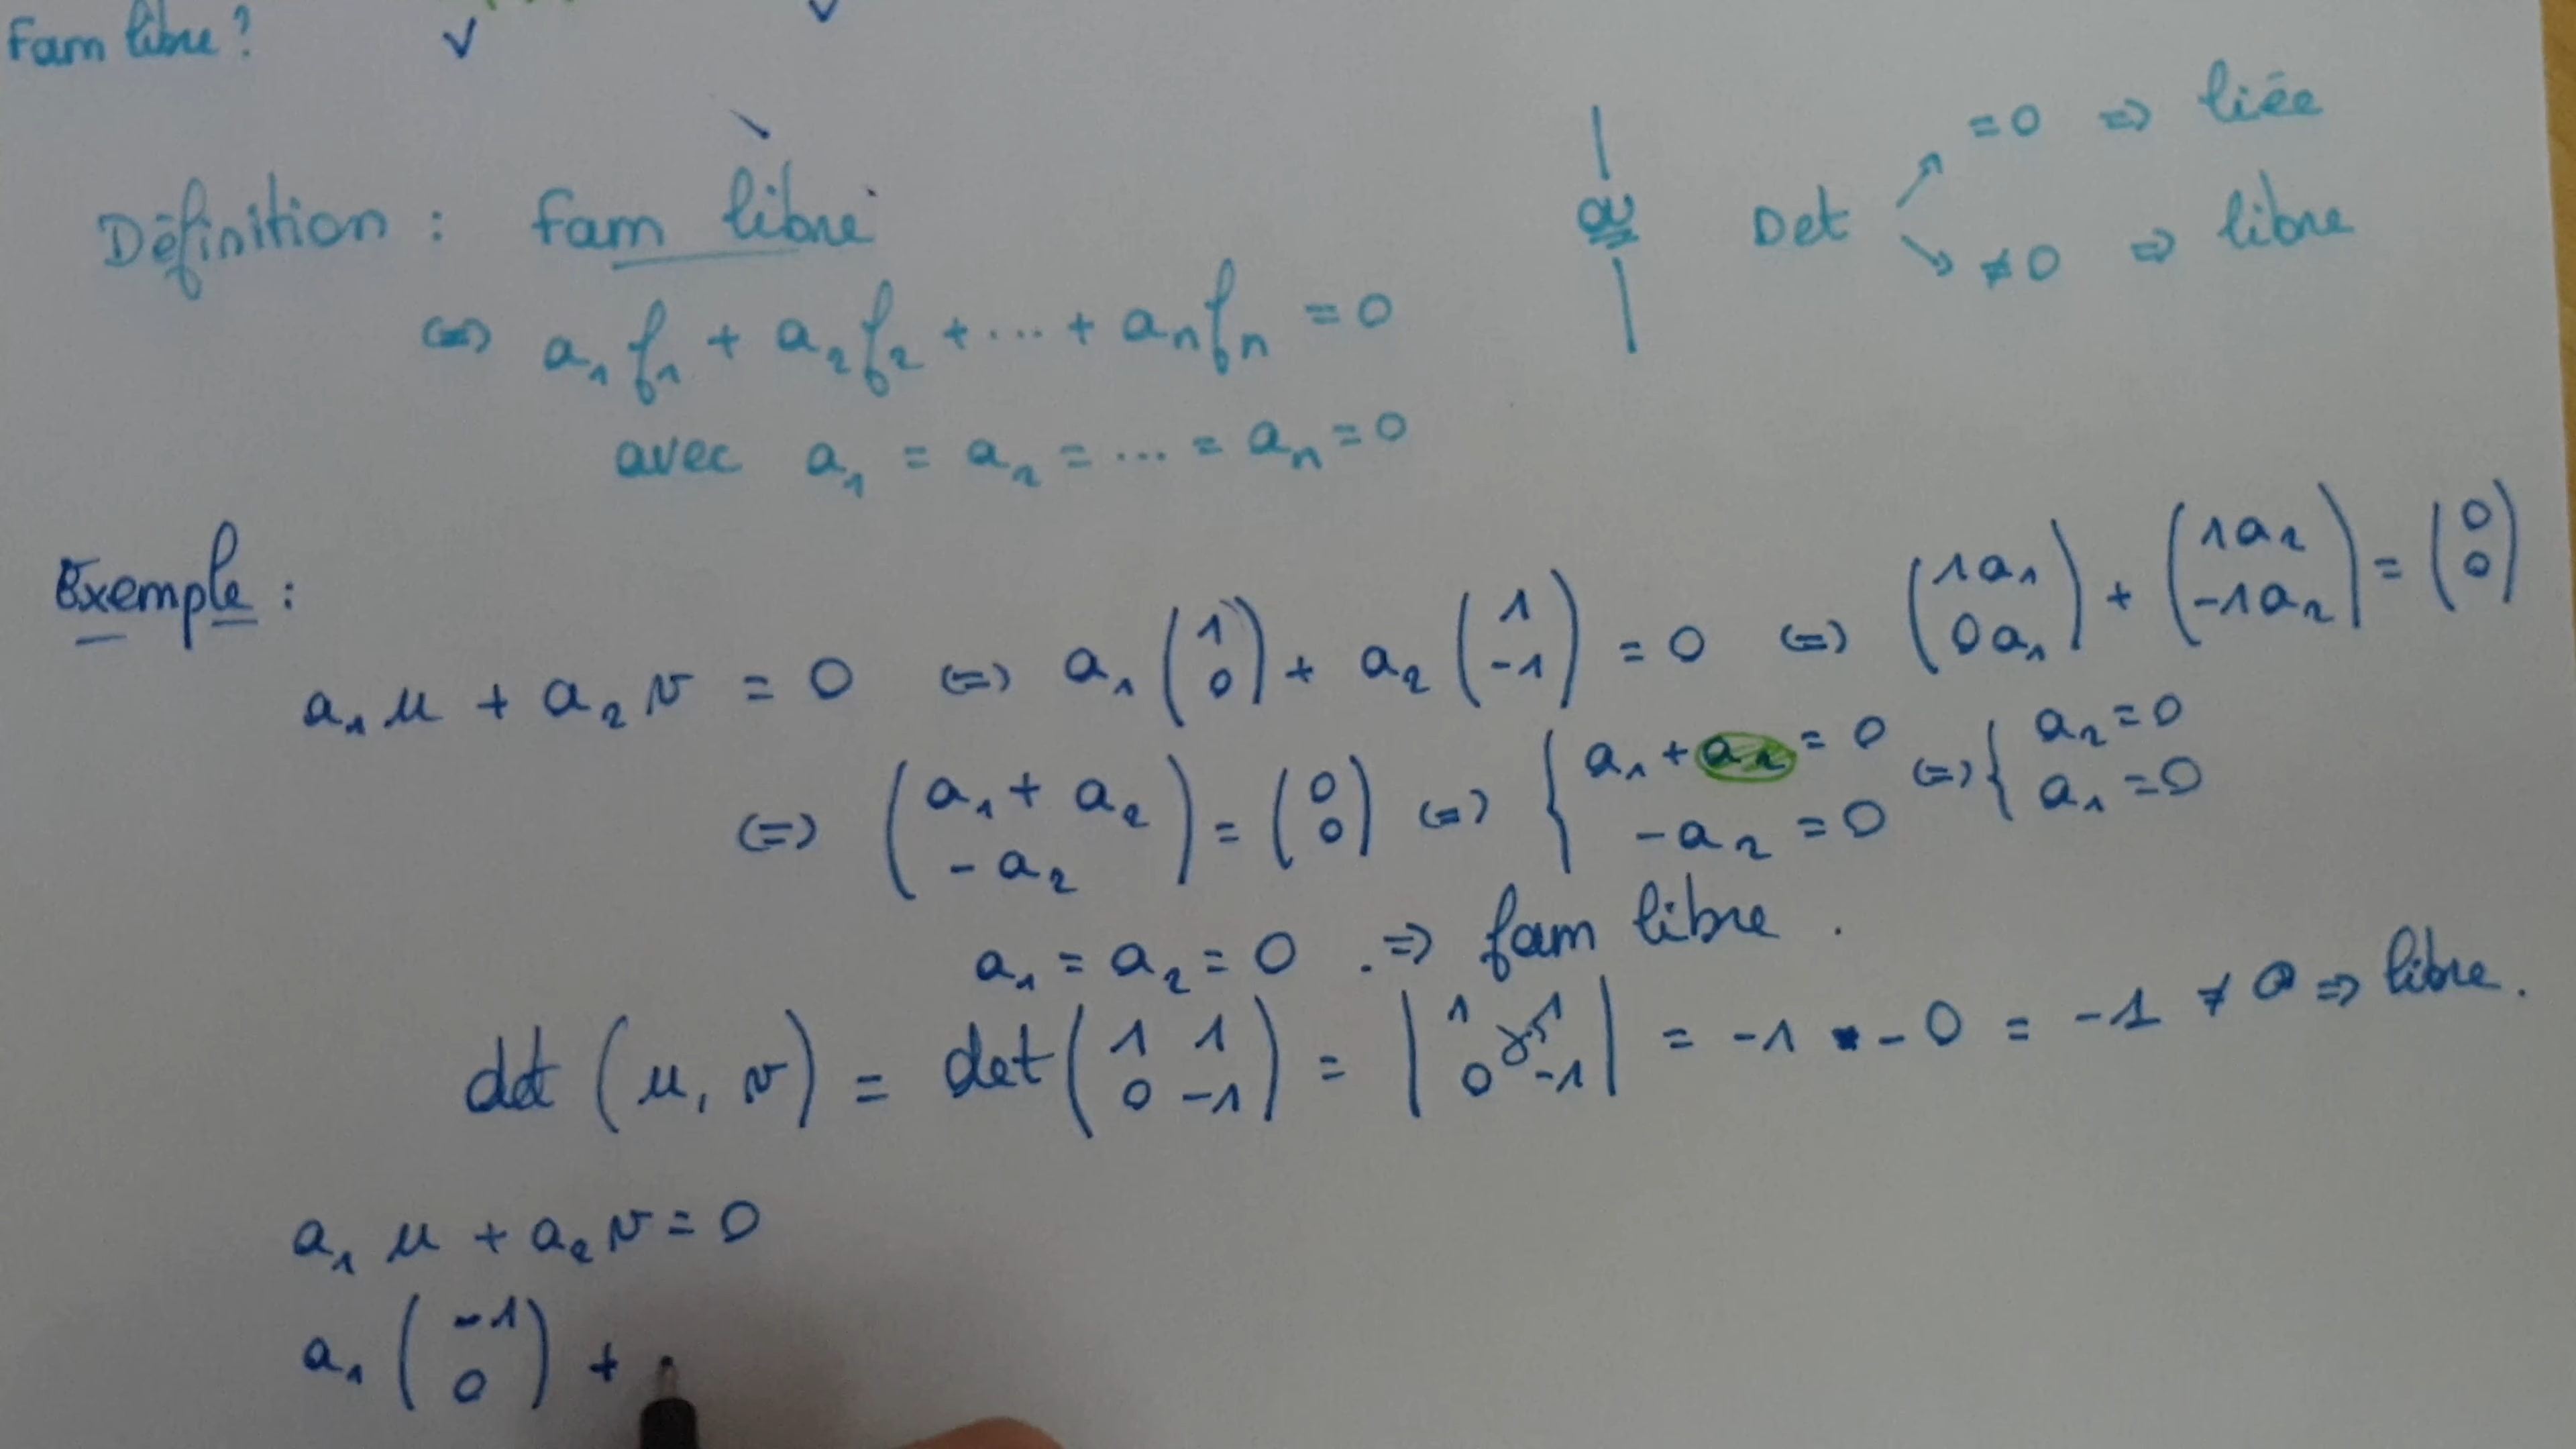 Fam libre ? ✓ ✓
Définition : Fam libre
⇔ a₁f₁ + a₂f₂ + ... + aₙfₙ = 0
avec a₁ = a₂ = ... = aₙ = 0
ou
Det ↗ = 0 ⇒ liée
↘ ≠ 0 ⇒ libre
Exemple :
a₁u + a₂v = 0 (=) a₁ (1 0) + a₂ (1 -1) = 0 (=) (1a₁ 0a₁) + (1a₂ -1a₂) = (0 0)
(=) (a₁ + a₂ -a₂) = (0 0) (=) { a₁ + a₂ = 0 -a₂ = 0 (=) { a₂ = 0 a₁ = 0
a₁ = a₂ = 0 . ⇒ fam libre .
det (u, v) = det (1 1 0 -1) = |1 1 0 -1| = -1 - 0 = -1 ≠ 0 ⇒ libre.
a₁ u + a₂ v = 0
a₁ (-1 0) +